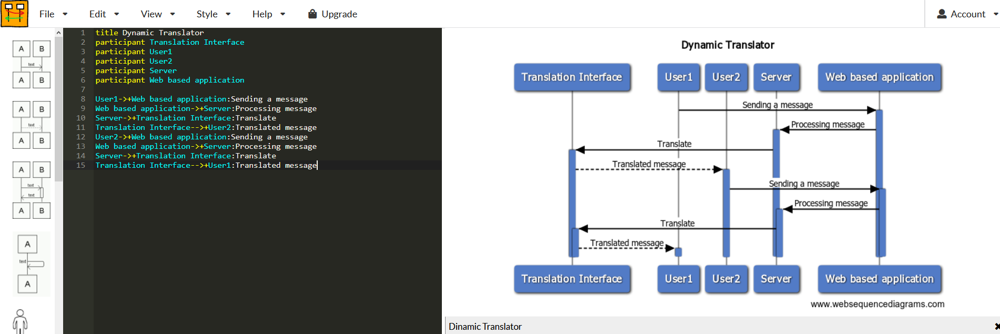 File Edit View Style Help Upgrade Account
A B
text
A B
A B
text
A B
A B
text
text
A B
A
text
A
1 title Dynamic Translator
2 participant Translation Interface
3 participant User1
4 participant User2
5 participant Server
6 participant Web based application
7
8 User1->+Web based application:Sending a message
9 Web based application->+Server:Processing message
10 Server->+Translation Interface:Translate
11 Translation Interface-->+User2:Translated message
12 User2->+Web based application:Sending a message
13 Web based application->+Server:Processing message
14 Server->+Translation Interface:Translate
15 Translation Interface-->+User1:Translated message
Dynamic Translator
Translation Interface User1 User2 Server Web based application
Sending a message
Processing message
Translate
Translated message
Sending a message
Processing message
Translate
Translated message
Translation Interface User1 User2 Server Web based application
www.websequencediagrams.com
Dinamic Translator